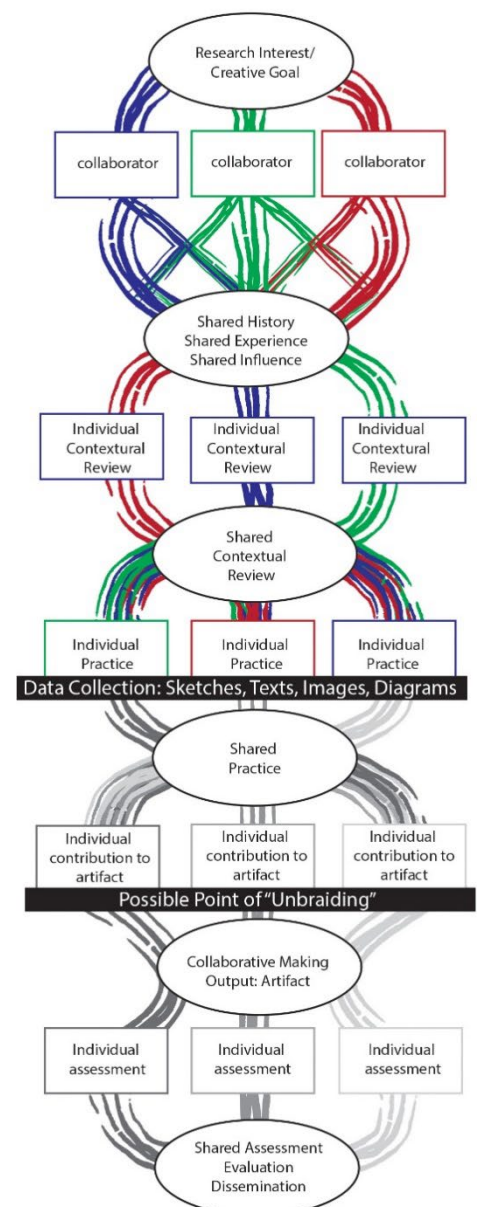 Research Interest/
Creative Goal
collaborator
collaborator
collaborator
Shared History
Shared Experience
Shared Influence
Individual
Contextural
Review
Individual
Contextural
Review
Individual
Contextural
Review
Shared
Contextual
Review
Individual
Practice
Individual
Practice
Individual
Practice
Data Collection: Sketches, Texts, Images, Diagrams
Shared
Practice
Individual
contribution to
artifact
Individual
contribution to
artifact
Individual
contribution to
artifact
Possible Point of “Unbraiding”
Collaborative Making
Output: Artifact
Individual
assessment
Individual
assessment
Individual
assessment
Shared Assessment
Evaluation
Dissemination